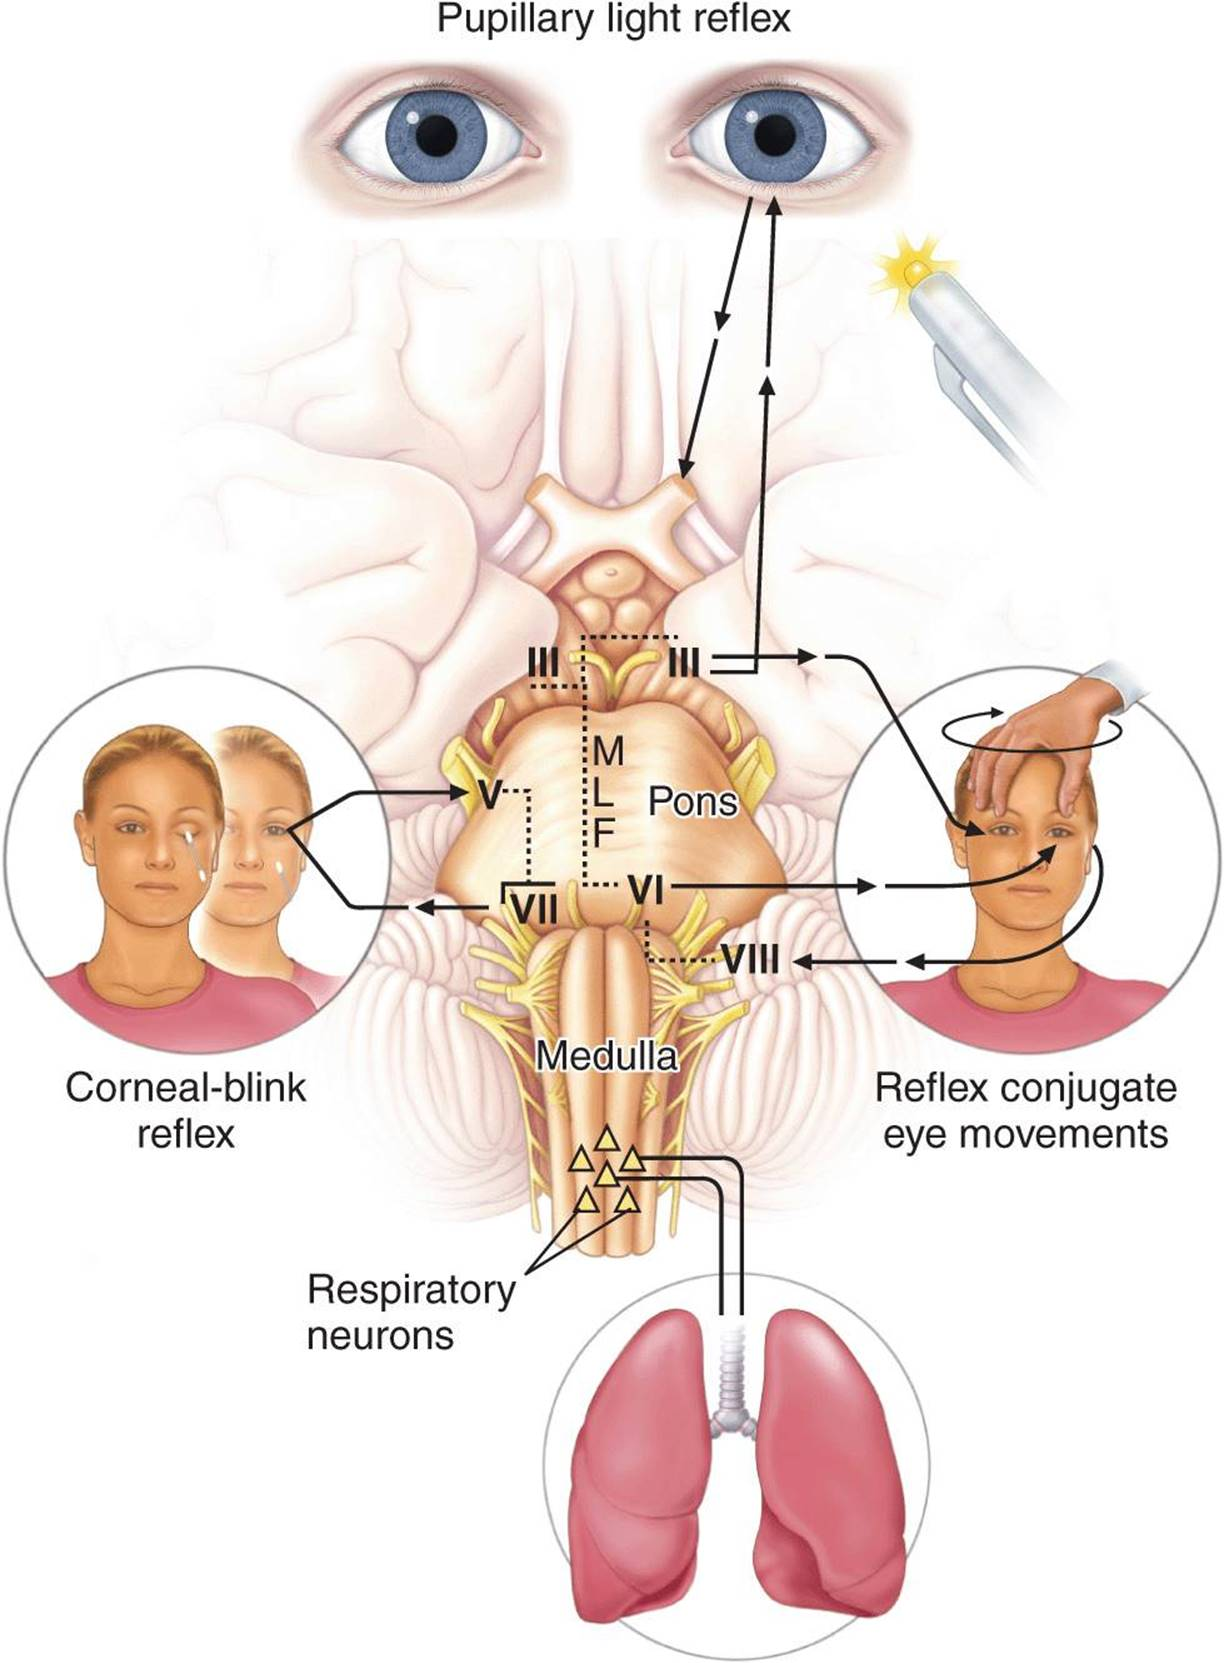 Pupillary light reflex
III
III
M
L
F
V
Pons
VI
VII
VIII
Medulla
Corneal-blink
reflex
Reflex conjugate
eye movements
Respiratory
neurons